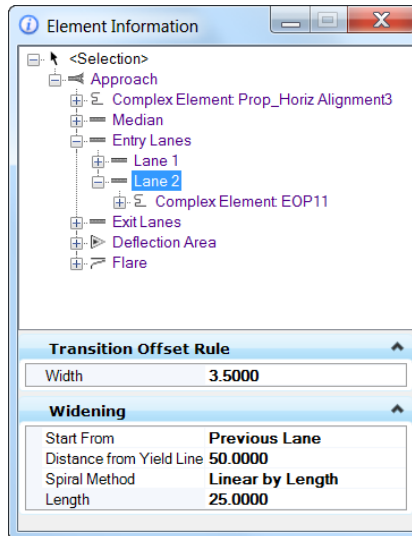 Element Information
<Selection>
Approach
Complex Element: Prop_Horiz Alignment3
Median
Entry Lanes
Lane 1
Lane 2
Complex Element: EOP11
Exit Lanes
Deflection Area
Flare
Transition Offset Rule
Width 3.5000
Widening
Start From Previous Lane
Distance from Yield Line 50.0000
Spiral Method Linear by Length
Length 25.0000